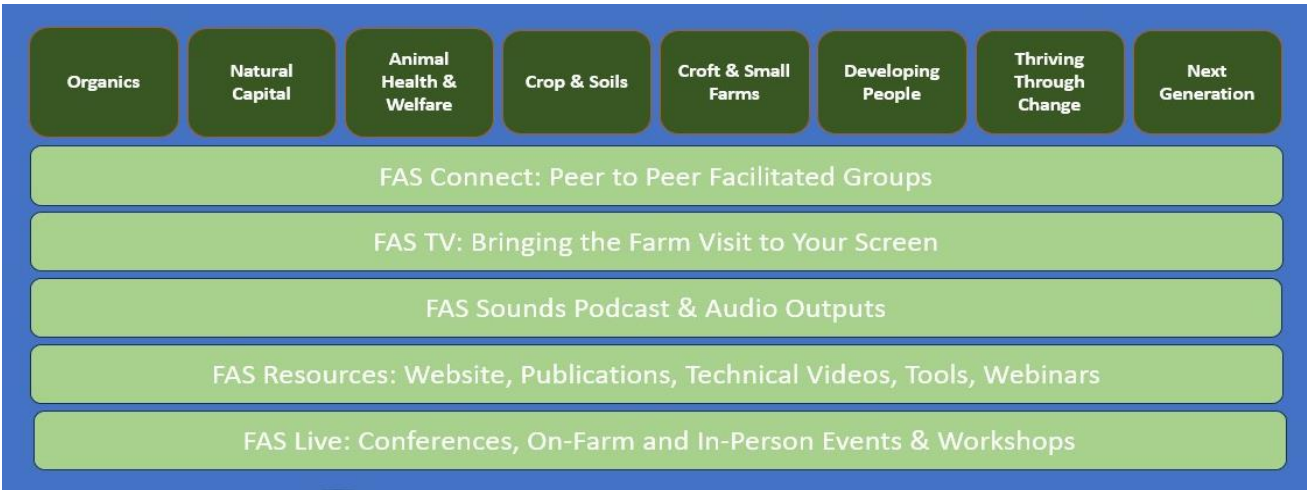 Organics
Natural
Capital
Animal
Health &
Welfare
Crop & Soils
Croft & Small
Farms
Developing
People
Thriving
Through
Change
Next
Generation
FAS Connect: Peer to Peer Facilitated Groups
FAS TV: Bringing the Farm Visit to Your Screen
FAS Sounds Podcast & Audio Outputs
FAS Resources: Website, Publications, Technical Videos, Tools, Webinars
FAS Live: Conferences, On-Farm and In-Person Events & Workshops